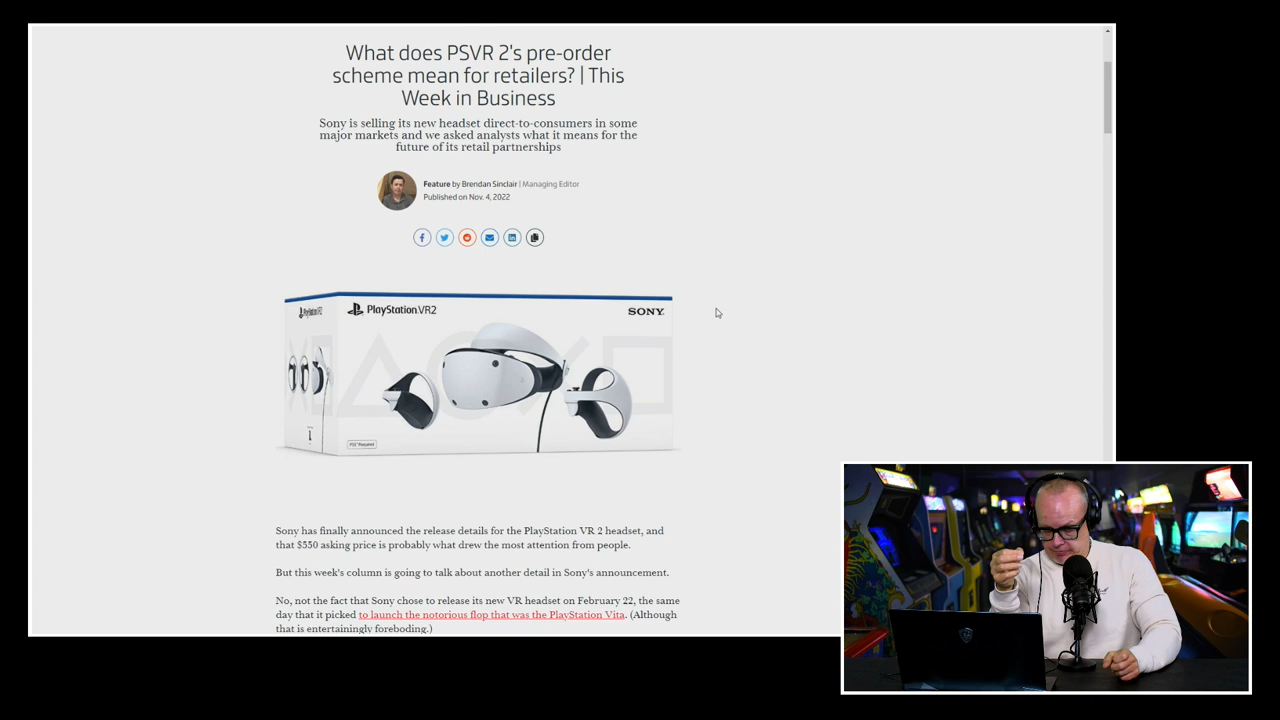 What does PSVR 2's pre-order
scheme mean for retailers? | This
Week in Business
Sony is selling its new headset direct-to-consumers in some
major markets and we asked analysts what it means for the
future of its retail partnerships
Feature by Brendan Sinclair | Managing Editor
Published on Nov. 4, 2022
PlayStation VR2
SONY
PS5 Required
Sony has finally announced the release details for the PlayStation VR 2 headset, and
that $550 asking price is probably what drew the most attention from people.
But this week's column is going to talk about another detail in Sony's announcement.
No, not the fact that Sony chose to release its new VR headset on February 22, the same
day that it picked to launch the notorious flop that was the PlayStation Vita. (Although
that is entertainingly foreboding.)